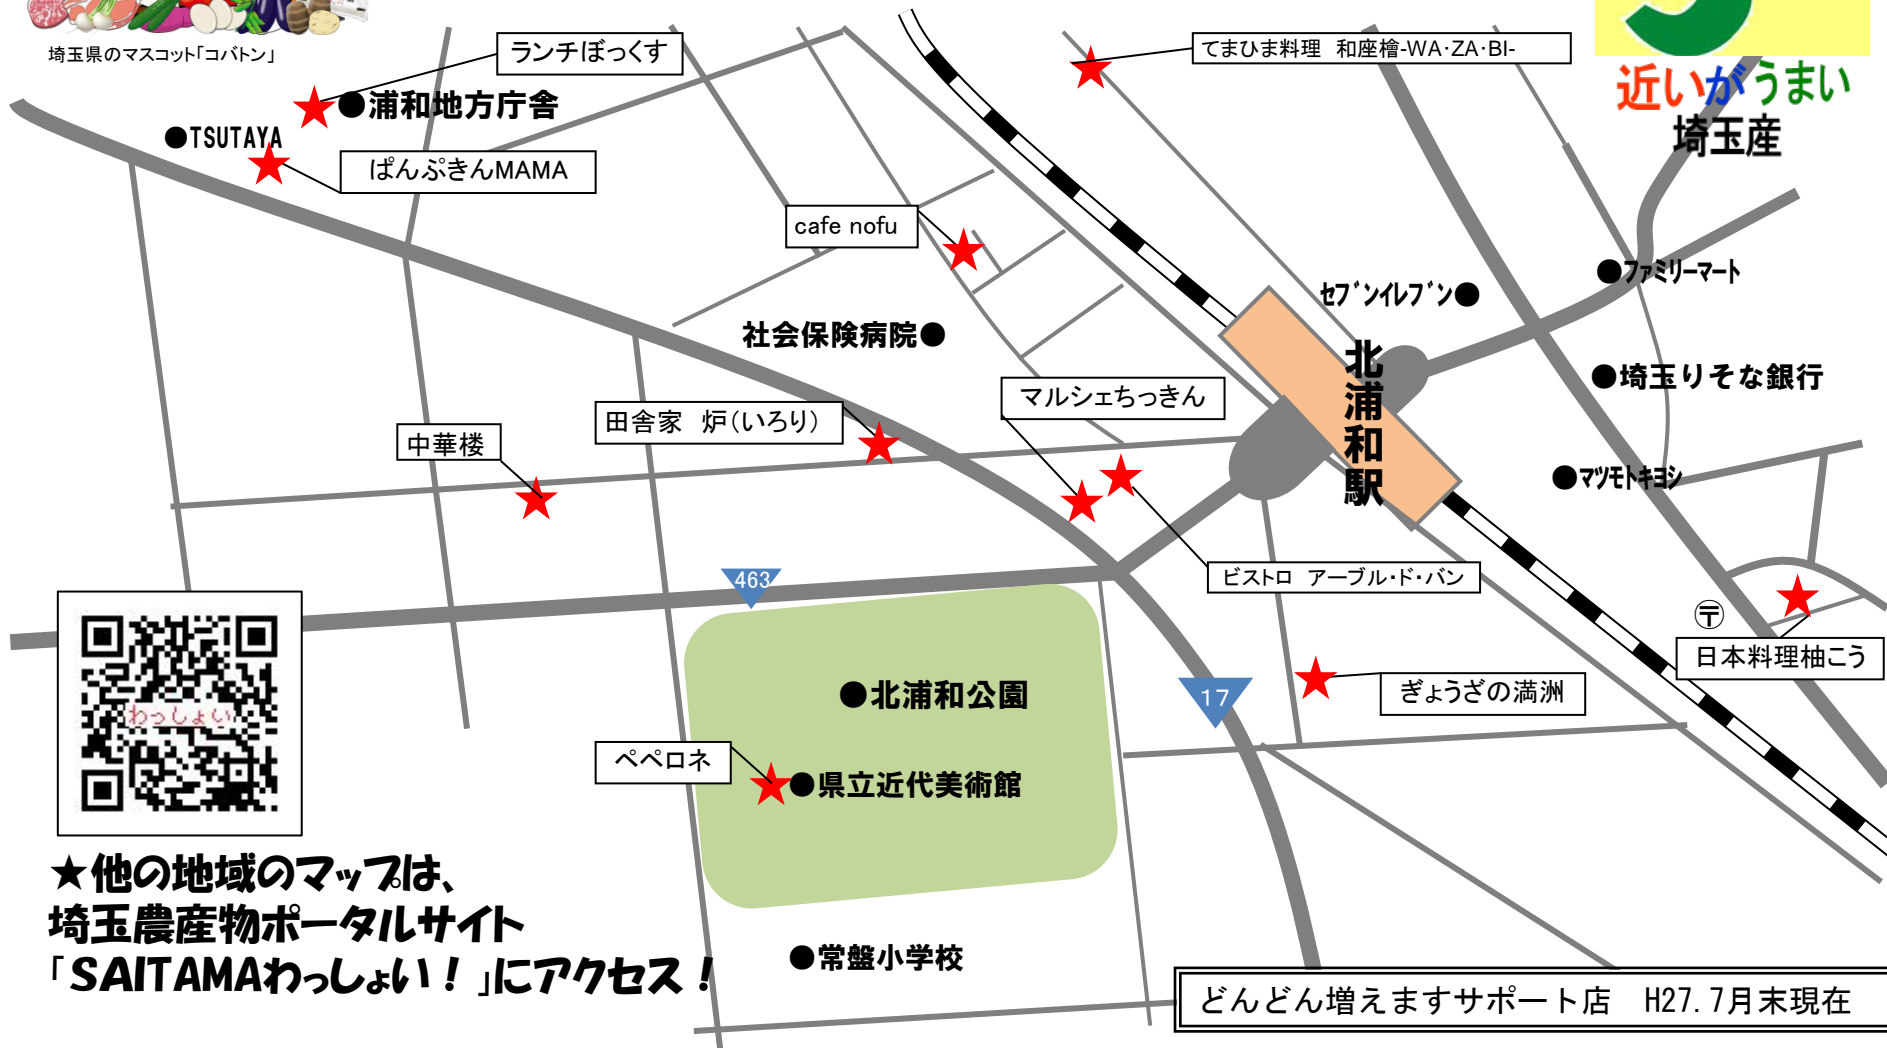 埼玉県のマスコット「コバトン」
ランチぼっくす
てまひま料理　和座檜-WA・ZA・BI-
近いがうまい
埼玉産
●浦和地方庁舎
●TSUTAYA
ぱんぷきんMAMA
cafe nofu
●ファミリーマート
セブンイレブン●
社会保険病院●
北浦和駅
●埼玉りそな銀行
マルシェちっきん
田舎家　炉（いろり）
中華楼
●マツモトキヨシ
463
ビストロ　アーブル・ド・バン
〒
日本料理柚こう
●北浦和公園
17
ぎょうざの満洲
わっしょい
ペペロネ
●県立近代美術館
★他の地域のマップは、
埼玉農産物ポータルサイト
「SAITAMAわっしょい！」にアクセス！
●常盤小学校
どんどん増えますサポート店　H27.7月末現在